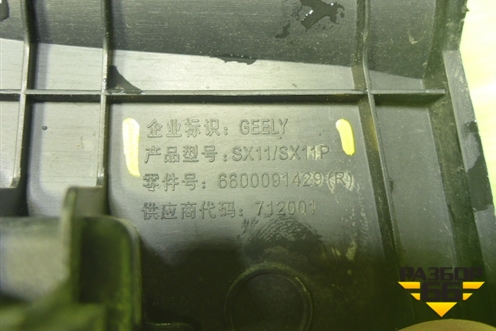 企业标识：GEELY
产品型号：SX11/SX11P
零件号：6600091429(R)
供应商代码：712001
РАЗБОР
66